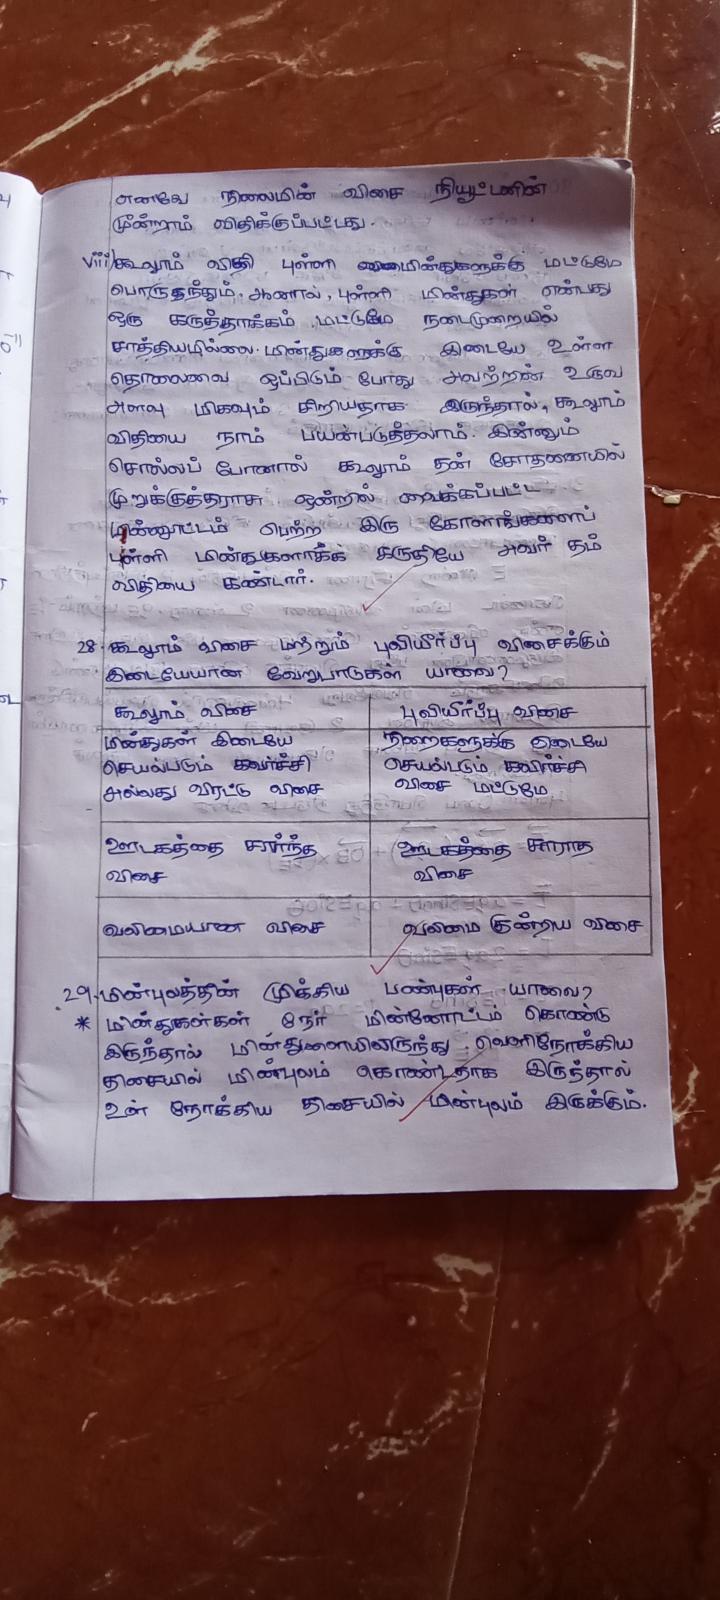 எனவே நிலைமின் விசை நியூட்டனின்
மூன்றாம் விதிக்குப்பட்டது.
viii) கூலூம் விதி புள்ளி மின்துகளுக்கு மட்டுமே
பொருந்தும். ஆனால், புள்ளி மின்துகள் என்பது
ஒரு கருத்தாக்கம் மட்டுமே நடைமுறையில்
சாத்தியமில்லை. மின்துகளுக்கு இடையே உள்ள
தொலைவை ஒப்பிடும் போது அவற்றின் உருவ
அளவு மிகவும் சிறியதாக இருந்தால், கூலூம்
விதியை நாம் பயன்படுத்தலாம். இன்னும்
சொல்லப் போனால் கூலூம் தன் சோதனையில்
முறுக்குத்தராசு ஒன்றில் வைக்கப்பட்ட
மின்னூட்டம் பெற்ற இரு கோளங்களைப்
புள்ளி மின்துகளாக்க கருதியே அவர் தம்
விதியை கண்டார்.
28. கூலூம் விசை மற்றும் புவியீர்ப்பு விசைக்கும்
இடையேயான வேறுபாடுகள் யாவை?
கூலூம் விசை
புவியீர்ப்பு விசை
மின்துகள் இடையே
செயல்படும் கவர்ச்சி
அல்லது விரட்டு விசை
நிறைகளுக்கு இடையே
செயல்படும் கவர்ச்சி
விசை மட்டுமே
ஊடகத்தை சார்ந்த
விசை
ஊடகத்தை சாராத
விசை
வலிமையான விசை
வலிமை குன்றிய விசை
29. மின்புலத்தின் முக்கிய பண்புகள் யாவை?
* மின்துகள்கள் நேர் மின்னோட்டம் கொண்டு
இருந்தால் மின்துளையிலிருந்து வெளிநோக்கிய
திசையில் மின்புலம் கொண்டதாக இருந்தால்
உள் நோக்கிய திசையில் மின்புலம் இருக்கும்.